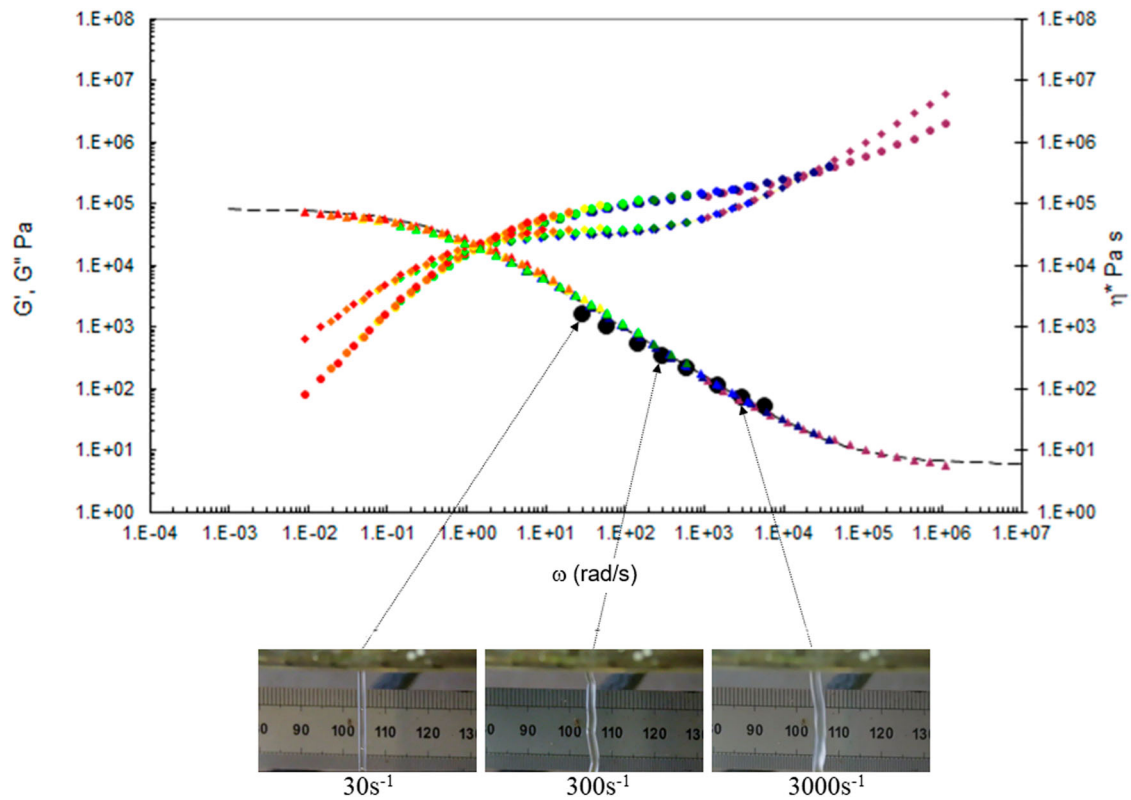 1.E+08
1.E+07
1.E+06
1.E+05
1.E+04
1.E+03
1.E+02
1.E+01
1.E+00
G', G" Pa
1.E+08
1.E+07
1.E+06
1.E+05
1.E+04
1.E+03
1.E+02
1.E+01
1.E+00
η* Pa s
1.E-04 1.E-03 1.E-02 1.E-01 1.E+00 1.E+01 1.E+02 1.E+03 1.E+04 1.E+05 1.E+06 1.E+07
ω (rad/s)
90 100 110 120 130
80 90 100 110 120 130
80 90 100 110 120 130
30s⁻¹ 300s⁻¹ 3000s⁻¹